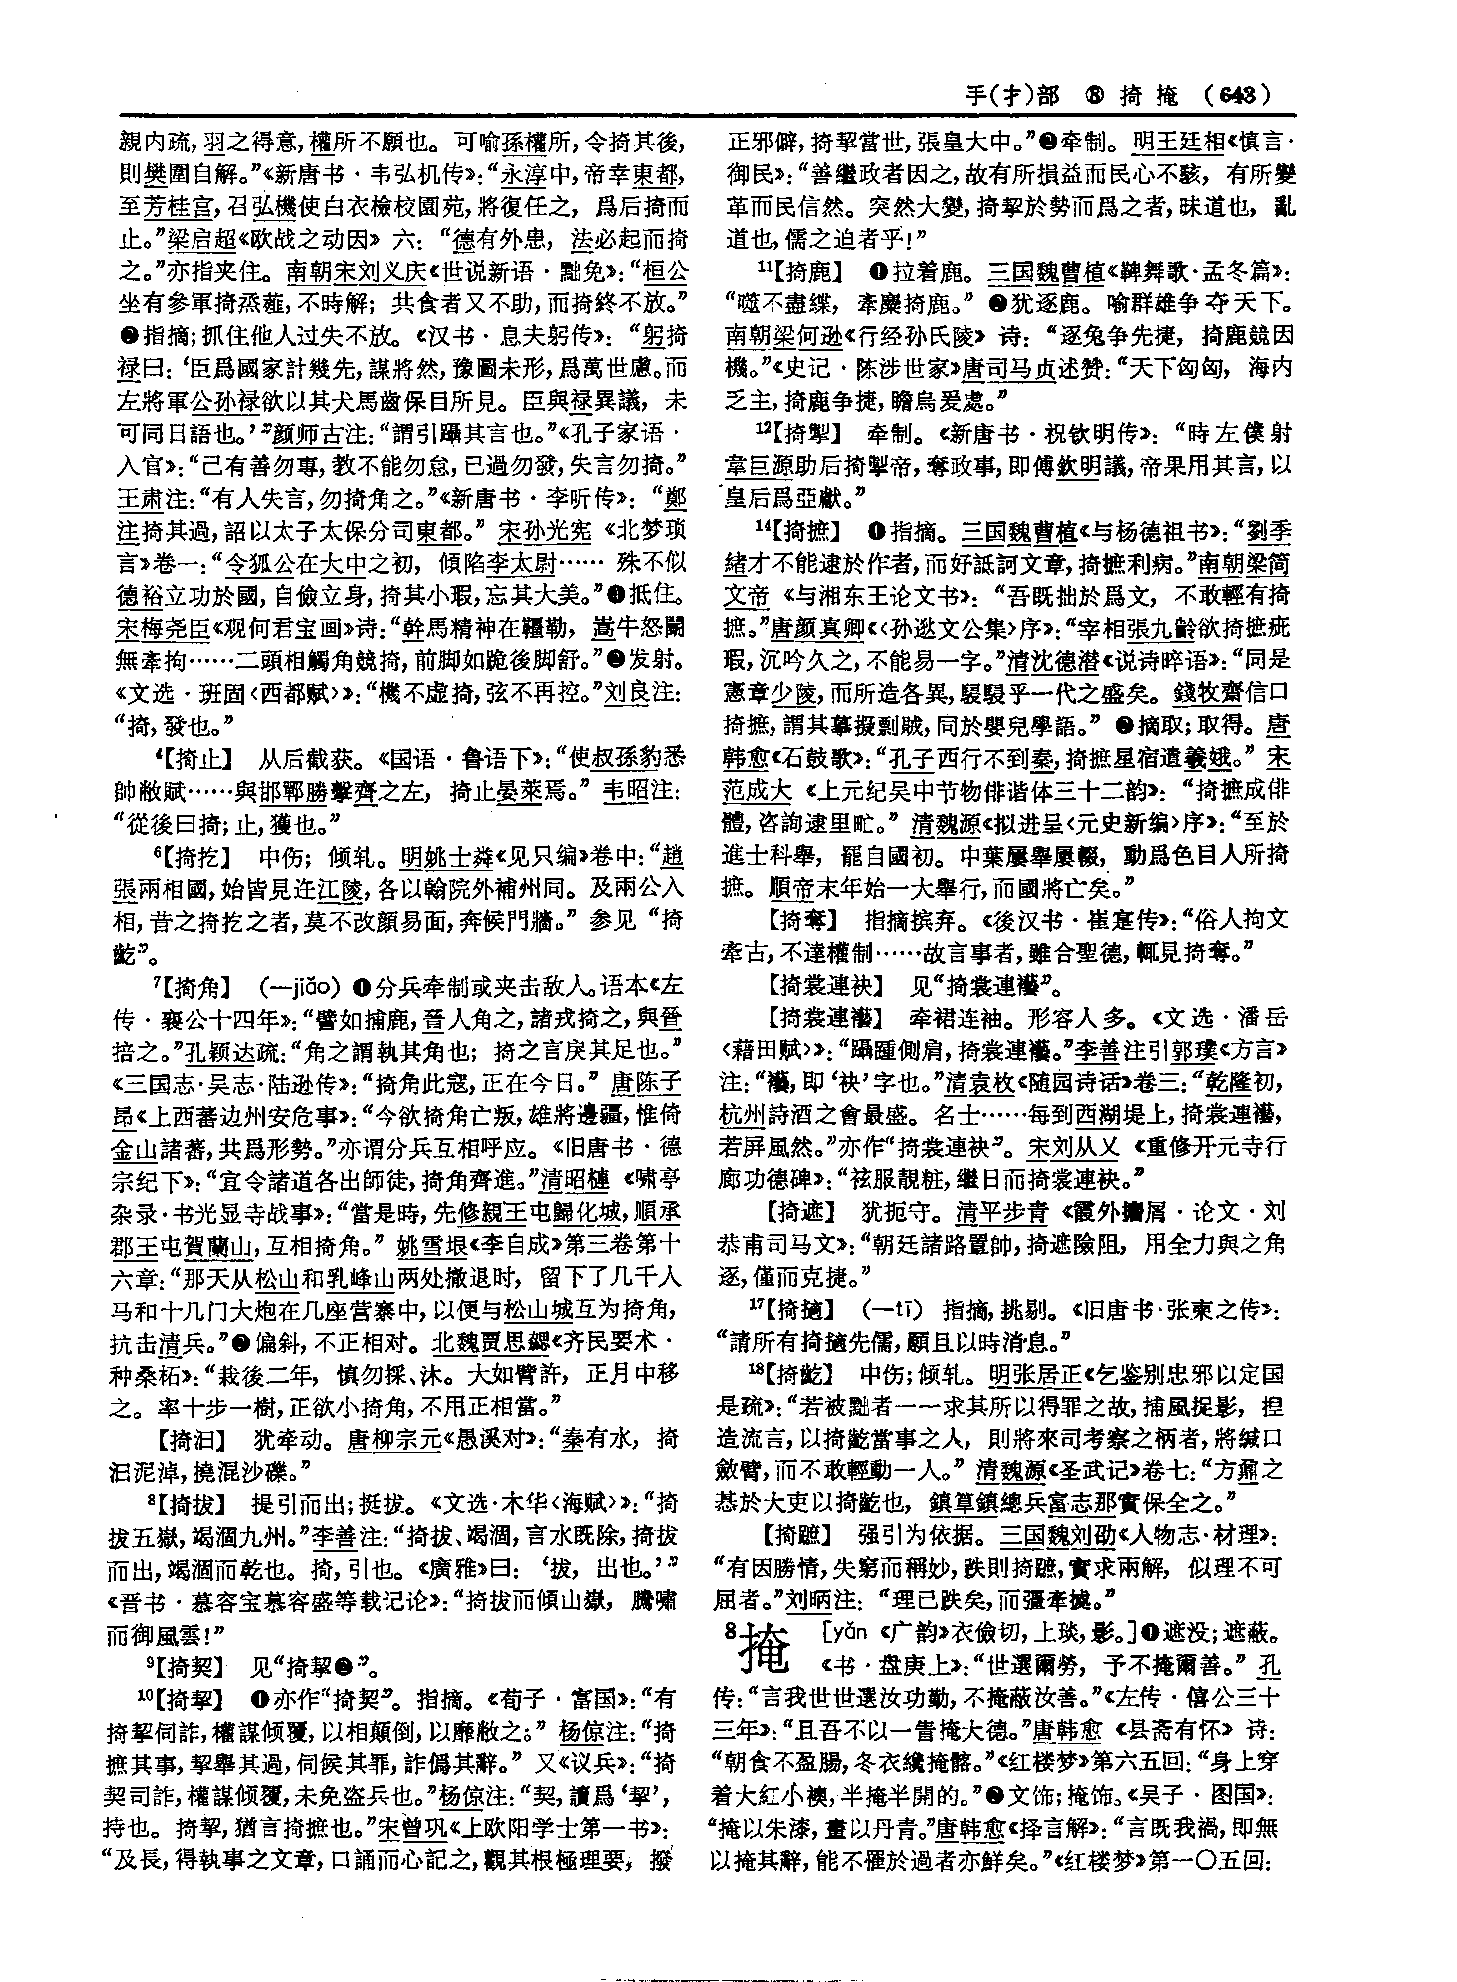 手(扌)部 ⑧ 掎 掩 (643)
親内疏,羽之得意,權所不願也。可喻孫權所,令掎其後,
則樊圍自解。”《新唐书·韦弘机传》:“永淳中,帝幸東都,
至芳桂宫,召弘機使白衣檢校園苑,將復任之,爲后掎而
止。”梁启超《欧战之动因》六:“德有外患,法必起而掎
之。”亦指夹住。南朝宋刘义庆《世说新语·黜免》:“桓公
坐有參軍掎烝薤,不時解;共食者又不助,而掎終不放。”
❷指摘;抓住他人过失不放。《汉书·息夫躬传》:“躬掎
禄曰:‘臣爲國家計幾先,謀將然,豫圖未形,爲萬世慮。而
左將軍公孙禄欲以其犬馬齒保目所見。臣與禄異議,未
可同日語也。’”颜师古注:“謂引躡其言也。”《孔子家语·
入官》:“己有善勿專,教不能勿怠,已過勿發,失言勿掎。”
王肃注:“有人失言,勿掎角之。”《新唐书·李听传》:“鄭
注掎其過,詔以太子太保分司東都。”宋孙光宪《北梦琐
言》卷一:“令狐公在大中之初,傾陷李太尉…… 殊不似
德裕立功於國,自儉立身,掎其小瑕,忘其大美。”❶抵住。
宋梅尧臣《观何君宝画》诗:“幹馬精神在韁勒,嵩牛怒鬭
無牽拘……二頭相觸角競掎,前脚如跪後脚舒。”❷发射。
《文选·班固〈西都赋〉》:“機不虚掎,弦不再控。”刘良注:
“掎,發也。”
4【掎止】 从后截获。《国语·鲁语下》:“使叔孫豹悉
帥敝賦……與邯鄲勝擊齊之左,掎止晏萊焉。”韦昭注:
“從後曰掎;止,獲也。”
6【掎扢】 中伤;倾轧。明姚士粦《见只编》卷中:“趙
張兩相國,始皆見迕江陵,各以翰院外補州同。及兩公入
相,昔之掎扢之者,莫不改顔易面,奔候門牆。”参见“掎
齕”。
7【掎角】 (—jiǎo) ❶分兵牵制或夹击敌人。语本《左
传·襄公十四年》:“譬如捕鹿,晉人角之,諸戎掎之,與晉
掊之。”孔颖达疏:“角之謂執其角也;掎之言戾其足也。”
《三国志·吴志·陆逊传》:“掎角此寇,正在今日。”唐陈子
昂《上西蕃边州安危事》:“今欲掎角亡叛,雄將邊疆,惟倚
金山諸蕃,共爲形勢。”亦谓分兵互相呼应。《旧唐书·德
宗纪下》:“宜令諸道各出師徒,掎角齊進。”清昭槤《啸亭
杂录·书光显寺战事》:“當是時,先修親王屯歸化城,順承
郡王屯賀蘭山,互相掎角。”姚雪垠《李自成》第三卷第十
六章:“那天从松山和乳峰山两处撤退时,留下了几千人
马和十几门大炮在几座营寨中,以便与松山城互为掎角,
抗击清兵。”❷偏斜,不正相对。北魏贾思勰《齐民要术·
种桑柘》:“栽後二年,慎勿採、沐。大如臂許,正月中移
之。率十步一樹,正欲小掎角,不用正相當。”
【掎汩】 犹牵动。唐柳宗元《愚溪对》:“秦有水,掎
汩泥淖,撓混沙礫。”
8【掎拔】 提引而出;挺拔。《文选·木华〈海赋〉》:“掎
拔五嶽,竭涸九州。”李善注:“掎拔、竭涸,言水既除,掎拔
而出,竭涸而乾也。掎,引也。《廣雅》曰:‘拔,出也。’”
《晋书·慕容宝慕容盛等载记论》:“掎拔而傾山嶽,騰嘯
而御風雲!”
9【掎契】 见“掎挈❷”。
10【掎挈】 ❶亦作“掎契”。指摘。《荀子·富国》:“有
掎挈伺詐,權謀傾覆,以相顛倒,以靡敝之。”杨倞注:“掎
摭其事,挈舉其過,伺候其罪,詐僞其辭。”又《议兵》:“掎
契司詐,權謀傾覆,未免盗兵也。”杨倞注:“契,讀爲‘挈’,
持也。掎挈,猶言掎摭也。”宋曾巩《上欧阳学士第一书》:
“及長,得執事之文章,口誦而心記之,觀其根極理要,撥
正邪僻,掎挈當世,張皇大中。”❷牵制。明王廷相《慎言·
御民》:“善繼政者因之,故有所損益而民心不駭,有所變
革而民信然。突然大變,掎挈於勢而爲之者,昧道也,亂
道也,儒之迫者乎!”
11【掎鹿】 ❶拉着鹿。三国魏曹植《鞞舞歌·孟冬篇》:
“噬不盡緤,牽麋掎鹿。”❷犹逐鹿。喻群雄争夺天下。
南朝梁何逊《行经孙氏陵》诗:“逐兔争先捷,掎鹿競因
機。”《史记·陈涉世家》唐司马贞述赞:“天下匈匈,海内
乏主,掎鹿争捷,瞻烏爰處。”
12【掎掣】 牵制。《新唐书·祝钦明传》:“時左僕射
韋巨源助后掎掣帝,奪政事,即傅欽明議,帝果用其言,以
皇后爲亞獻。”
14【掎摭】 ❶指摘。三国魏曹植《与杨德祖书》:“劉季
緒才不能逮於作者,而好詆訶文章,掎摭利病。”南朝梁简
文帝《与湘东王论文书》:“吾既拙於爲文,不敢輕有掎
摭。”唐颜真卿《〈孙逖文公集〉序》:“宰相張九齡欲掎摭疵
瑕,沉吟久之,不能易一字。”清沈德潜《说诗晬语》:“同是
憲章少陵,而所造各異,駸駸乎一代之盛矣。錢牧齋信口
掎摭,謂其摹擬剽賊,同於嬰兒學語。”❷摘取;取得。唐
韩愈《石鼓歌》:“孔子西行不到秦,掎摭星宿遺羲娥。”宋
范成大《上元纪吴中节物俳谐体三十二韵》:“掎摭成俳
體,咨詢逮里甿。”清魏源《拟进呈〈元史新编〉序》:“至於
進士科舉,罷自國初。中葉屢舉屢輟,動爲色目人所掎
摭。順帝末年始一大舉行,而國將亡矣。”
【掎奪】 指摘摈弃。《後汉书·崔寔传》:“俗人拘文
牽古,不達權制……故言事者,雖合聖德,輒見掎奪。”
【掎裳連袂】 见“掎裳連襼”。
【掎裳連襼】 牵裙连袖。形容人多。《文选·潘岳
〈藉田赋〉》:“躡踵側肩,掎裳連襼。”李善注引郭璞《方言》
注:“襼,即‘袂’字也。”清袁枚《随园诗话》卷三:“乾隆初,
杭州詩酒之會最盛。名士……每到西湖堤上,掎裳連襼,
若屏風然。”亦作“掎裳連袂”。宋刘从乂《重修开元寺行
廊功德碑》:“袨服靚粧,繼日而掎裳連袂。”
【掎遮】 犹扼守。清平步青《霞外攟屑·论文·刘
恭甫司马文》:“朝廷諸路置帥,掎遮險阻,用全力與之角
逐,僅而克捷。”
17【掎擿】 (—tī) 指摘,挑剔。《旧唐书·张柬之传》:
“請所有掎擿先儒,願且以時消息。”
18【掎齕】 中伤;倾轧。明张居正《乞鉴别忠邪以定国
是疏》:“若被黜者一一求其所以得罪之故,捕風捉影,揑
造流言,以掎齕當事之人,則將來司考察之柄者,將緘口
斂臂,而不敢輕動一人。”清魏源《圣武记》卷七:“方鼐之
惎於大吏以掎齕也,鎮篁鎮總兵富志那實保全之。”
【掎蹠】 强引为依据。三国魏刘劭《人物志·材理》:
“有因勝情,失窮而稱妙,跌則掎蹠,實求兩解,似理不可
屈者。”刘昞注:“理已跌矣,而彊牽據。”
8掩 [yǎn《广韵》衣儉切,上琰,影。]❶遮没;遮蔽。
《书·盘庚上》:“世選爾勞,予不掩爾善。”孔
传:“言我世世選汝功勤,不掩蔽汝善。”《左传·僖公三十
三年》:“且吾不以一眚掩大德。”唐韩愈《县斋有怀》诗:
“朝食不盈腸,冬衣纔掩骼。”《红楼梦》第六五回:“身上穿
着大紅小襖,半掩半開的。”❷文饰;掩饰。《吴子·图国》:
“掩以朱漆,畫以丹青。”唐韩愈《择言解》:“言既我禍,即無
以掩其辭,能不罹於過者亦鮮矣。”《红楼梦》第一〇五回: